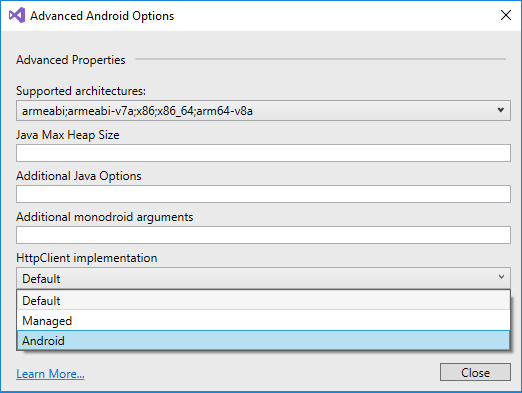 Advanced Android Options
Advanced Properties
Supported architectures:
armeabi;armeabi-v7a;x86;x86_64;arm64-v8a
Java Max Heap Size
Additional Java Options
Additional monodroid arguments
HttpClient implementation
Default
Default
Managed
Android
Learn More...
Close